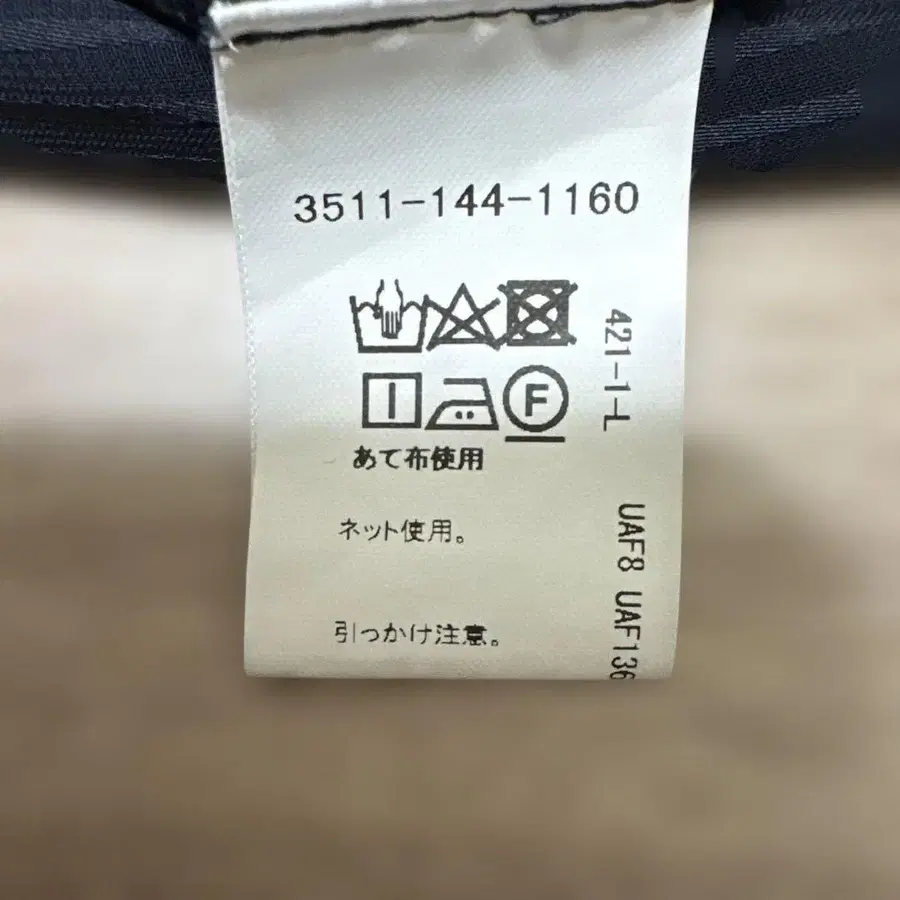 3511-144-1160
F
あて布使用
ネット使用。
引っかけ注意。
421-1-L
UAF8 UAF136